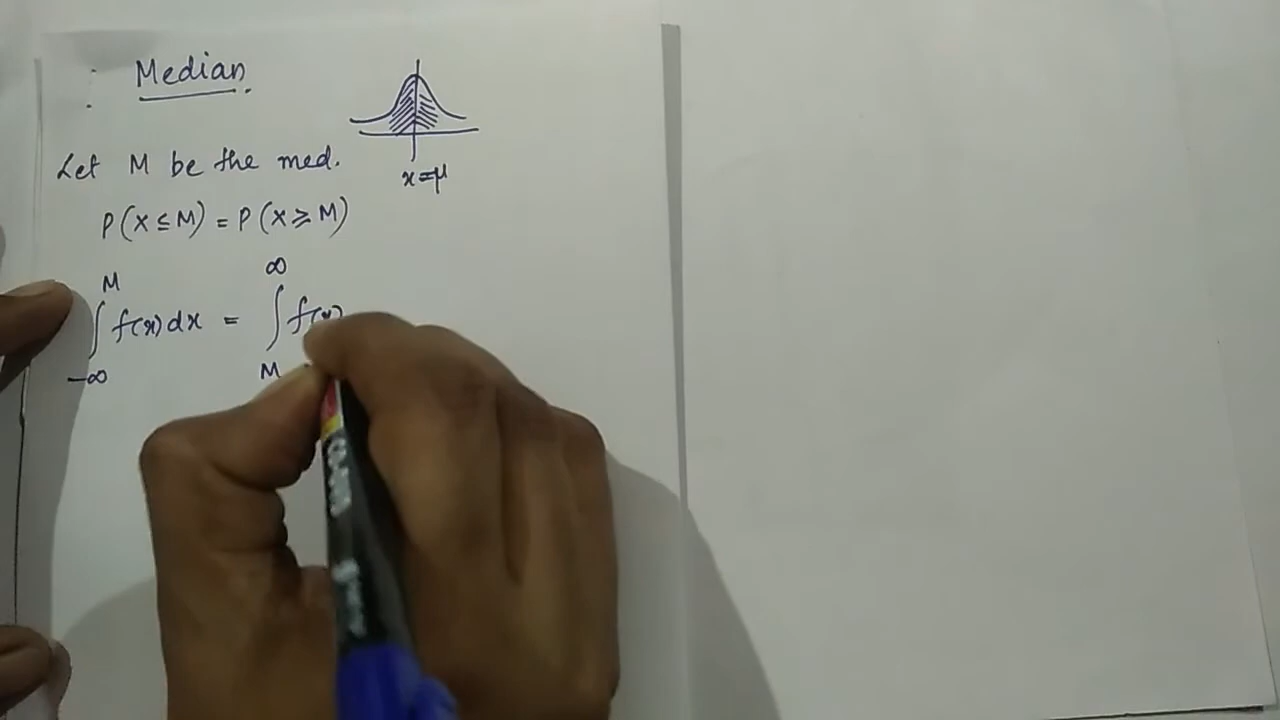 : Median.
x=μ
Let M be the med.
P(X ≤ M) = P(X ≥ M)
∫_{-∞}^{M} f(x) dx = ∫_{M}^{∞} f(x)